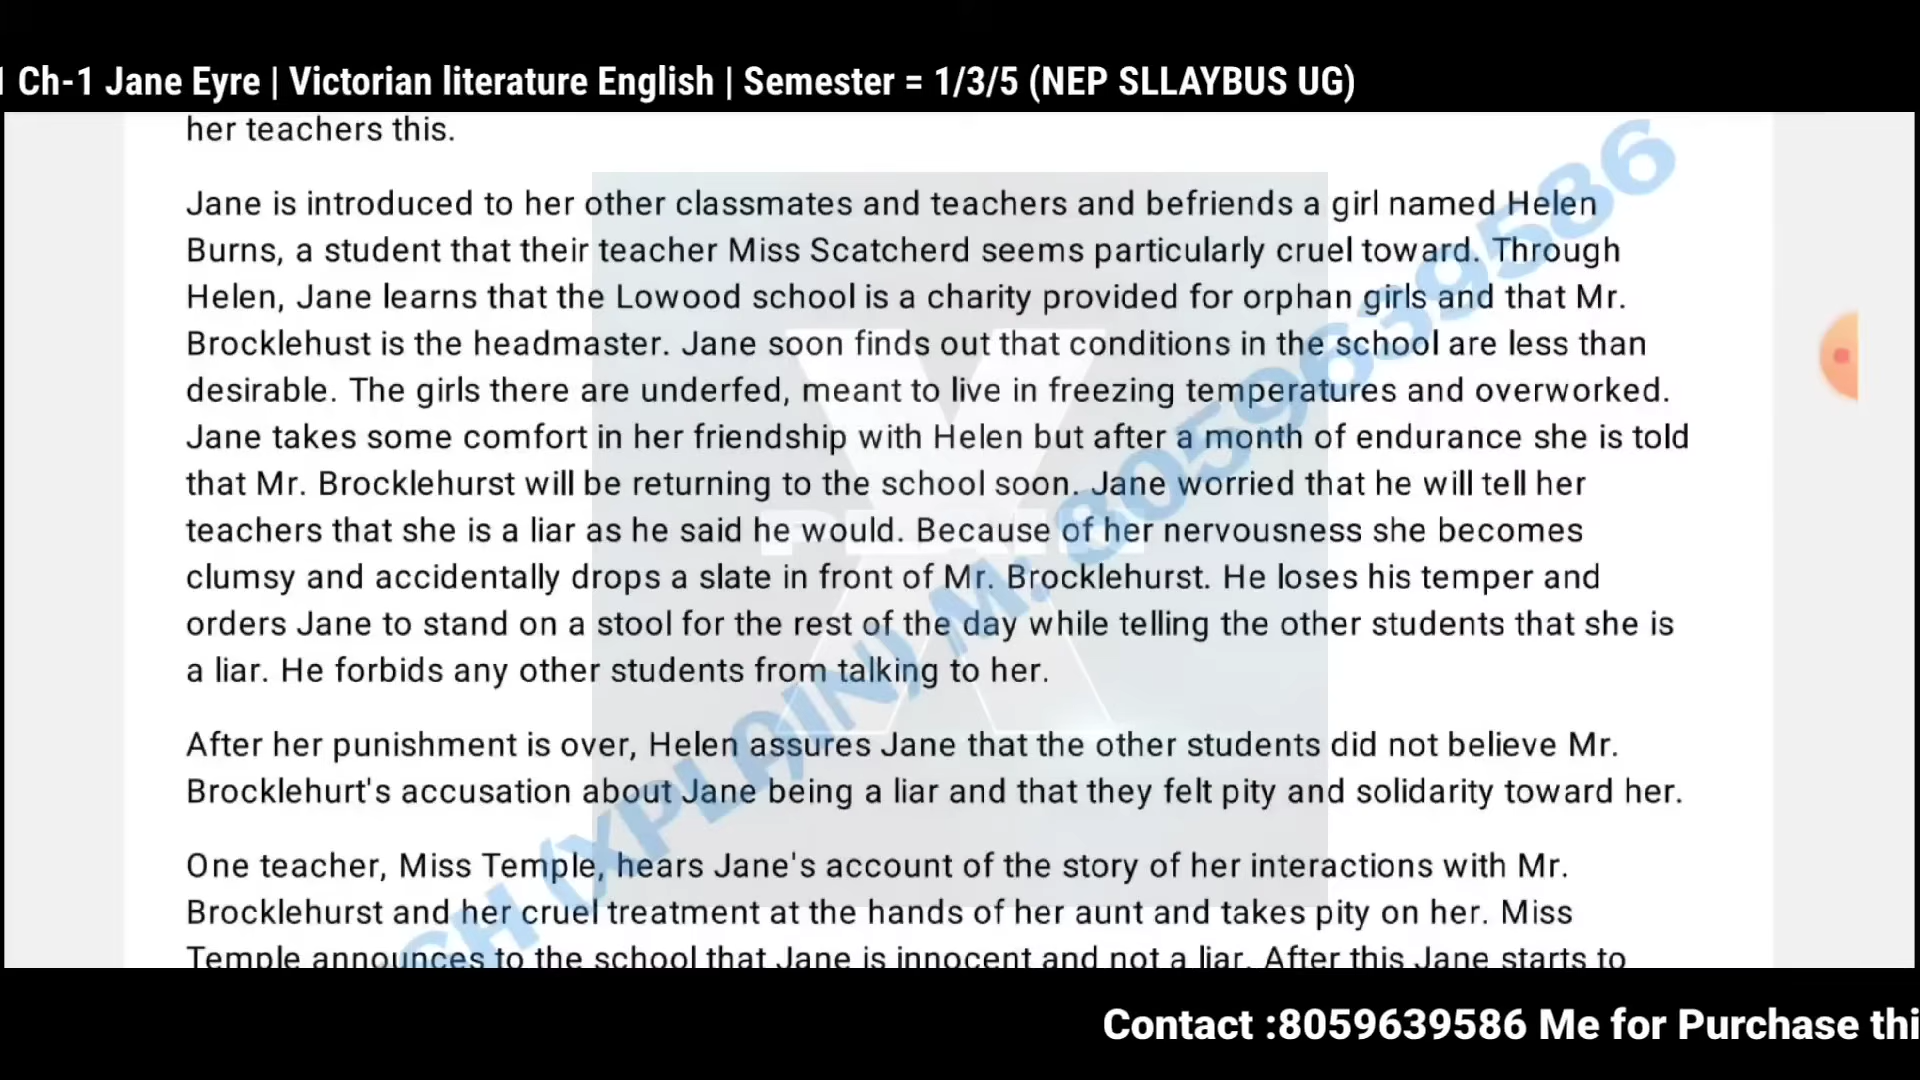 Ch-1 Jane Eyre | Victorian literature English | Semester = 1/3/5 (NEP SLLAYBUS UG)
her teachers this.
Jane is introduced to her other classmates and teachers and befriends a girl named Helen
Burns, a student that their teacher Miss Scatcherd seems particularly cruel toward. Through
Helen, Jane learns that the Lowood school is a charity provided for orphan girls and that Mr.
Brocklehust is the headmaster. Jane soon finds out that conditions in the school are less than
desirable. The girls there are underfed, meant to live in freezing temperatures and overworked.
Jane takes some comfort in her friendship with Helen but after a month of endurance she is told
that Mr. Brocklehurst will be returning to the school soon. Jane worried that he will tell her
teachers that she is a liar as he said he would. Because of her nervousness she becomes
clumsy and accidentally drops a slate in front of Mr. Brocklehurst. He loses his temper and
orders Jane to stand on a stool for the rest of the day while telling the other students that she is
a liar. He forbids any other students from talking to her.
After her punishment is over, Helen assures Jane that the other students did not believe Mr.
Brocklehurt's accusation about Jane being a liar and that they felt pity and solidarity toward her.
One teacher, Miss Temple, hears Jane's account of the story of her interactions with Mr.
Brocklehurst and her cruel treatment at the hands of her aunt and takes pity on her. Miss
Temple announces to the school that Jane is innocent and not a liar. After this Jane starts to
(XPLAIN) M: 8059639586
Contact :8059639586 Me for Purchase thi